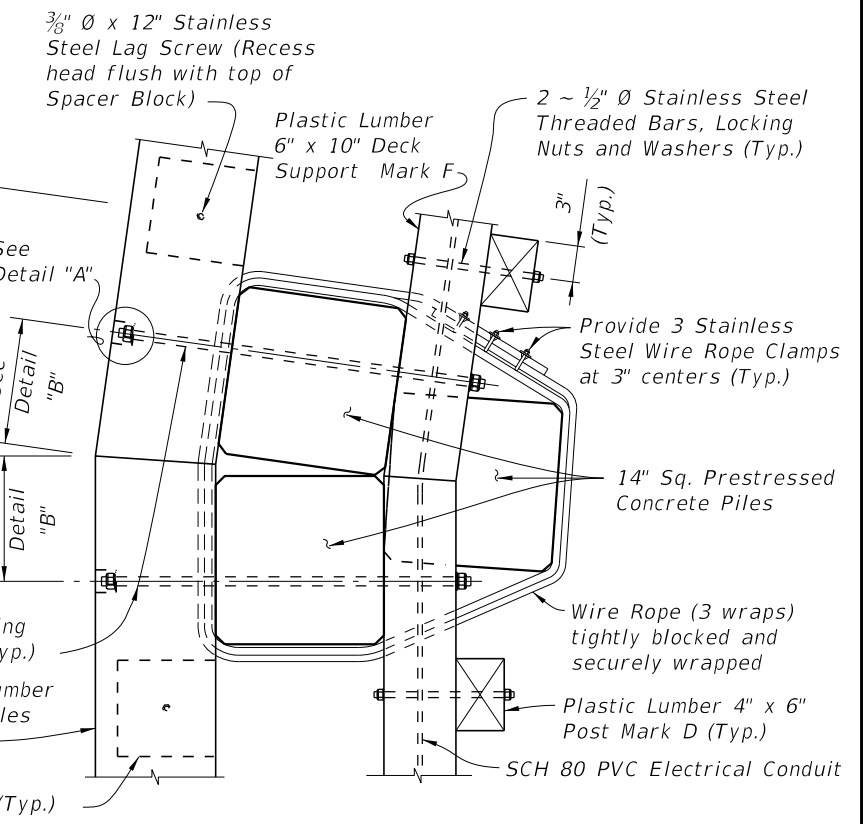 ⅜" Ø x 12" Stainless
Steel Lag Screw (Recess
head flush with top of
Spacer Block)
Plastic Lumber
6" x 10" Deck
Support Mark F
2 ~ ½" Ø Stainless Steel
Threaded Bars, Locking
Nuts and Washers (Typ.)
3"
(Typ.)
See
Detail "A"
Provide 3 Stainless
Steel Wire Rope Clamps
at 3" centers (Typ.)
Detail
"B"
14" Sq. Prestressed
Concrete Piles
Detail
"B"
Wire Rope (3 wraps)
tightly blocked and
securely wrapped
Plastic Lumber 4" x 6"
Post Mark D (Typ.)
SCH 80 PVC Electrical Conduit
(Typ.)